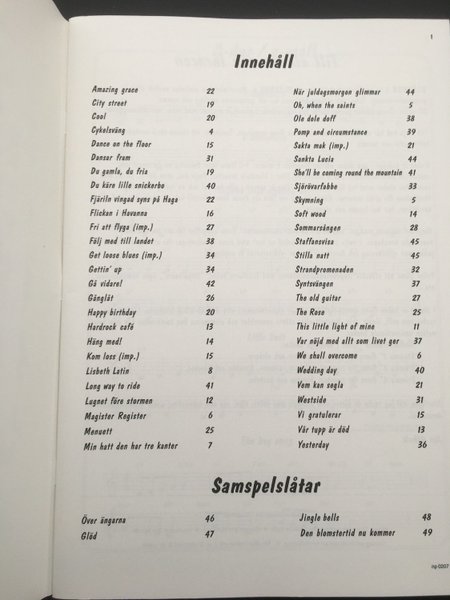 1
Innehåll
Amazing grace 22
City street 19
Cool 20
Cykelsväng 4
Dance on the floor 15
Dansar fram 31
Du gamla, du fria 19
Du käre lille snickerbo 40
Fjäriln vingad syns på Haga 22
Flickan i Havanna 16
Fri att flyga (imp.) 27
Följ med till landet 38
Get loose blues (imp.) 34
Gettin' up 34
Gå vidare! 42
Gånglåt 26
Happy birthday 20
Hardrock café 13
Häng med! 14
Kom loss (imp.) 15
Lisbeth Latin 8
Long way to ride 41
Lugnet före stormen 12
Magister Register 6
Menuett 25
Min hatt den har tre kanter 7
När juldagsmorgon glimmar 44
Oh, when the saints 5
Ole dole doff 38
Pomp and circumstance 39
Sakta mak (imp.) 21
Sankta Lucia 44
She'll be coming round the mountain 41
Sjörövarfabbe 33
Skymning 5
Soft wood 14
Sommarsången 28
Staffansvisa 45
Stilla natt 45
Strandpromenaden 32
Syntsvängen 37
The old guitar 27
The Rose 25
This little light of mine 11
Var nöjd med allt som livet ger 37
We shall overcome 6
Wedding day 40
Vem kan segla 21
Westside 31
Vi gratulerar 15
Vår tupp är död 13
Yesterday 36
Samspelslåtar
Över ängarna 46
Glöd 47
Jingle bells 48
Den blomstertid nu kommer 49
ng-0207